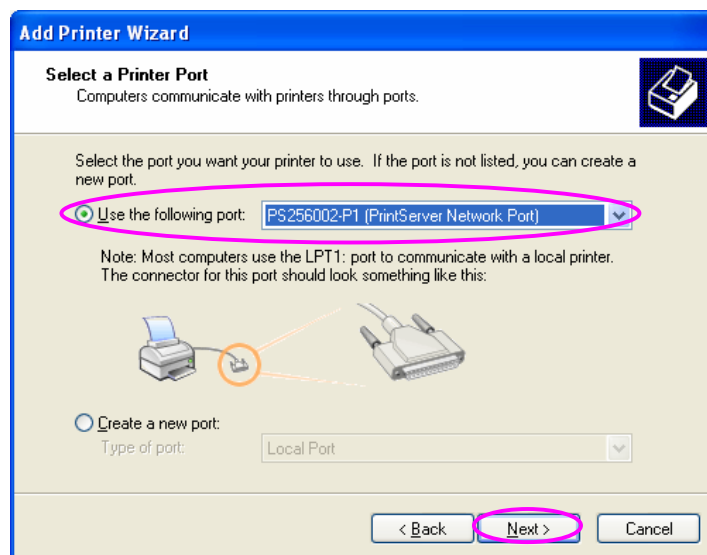 Add Printer Wizard
Select a Printer Port
Computers communicate with printers through ports.
Select the port you want your printer to use. If the port is not listed, you can create a
new port.
Use the following port: PS256002-P1 (PrintServer Network Port)
Note: Most computers use the LPT1: port to communicate with a local printer.
The connector for this port should look something like this:
Create a new port:
Type of port: Local Port
< Back Next > Cancel